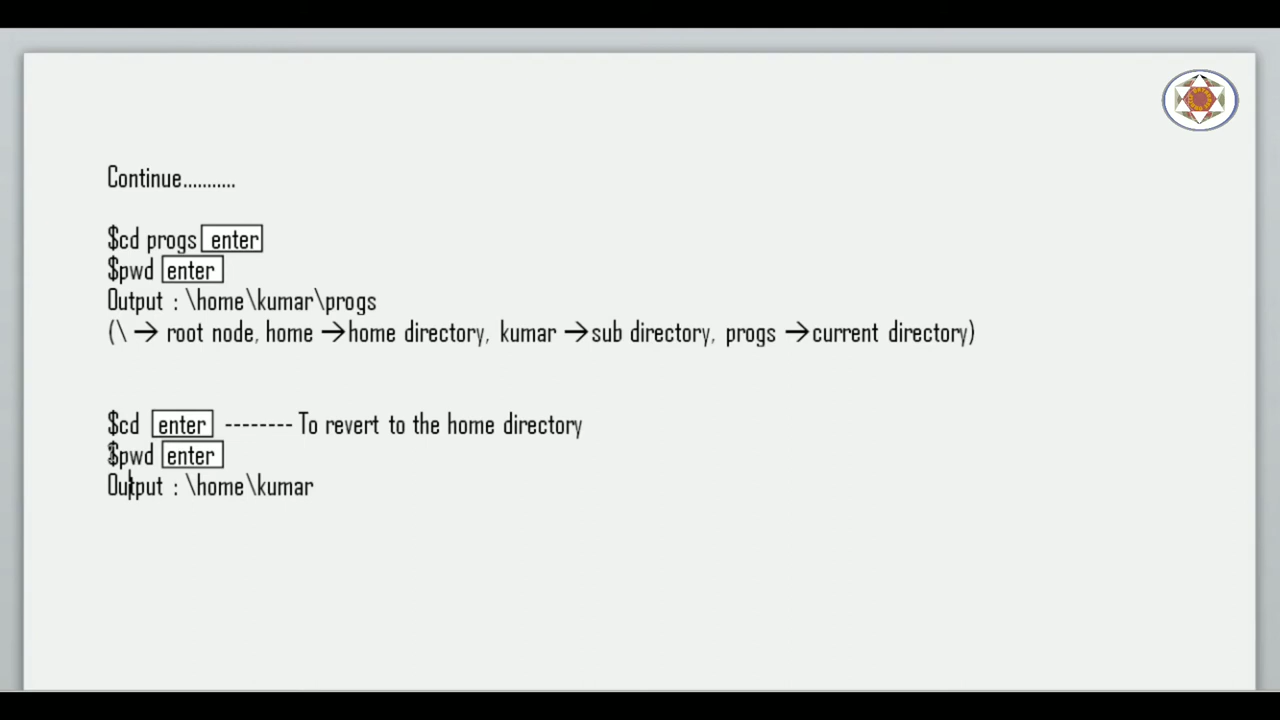 Continue...........
$cd progs enter
$pwd enter
Output : \home\kumar\progs
(\ → root node, home →home directory, kumar →sub directory, progs →current directory)
$cd enter -------- To revert to the home directory
$pwd enter
Output : \home\kumar